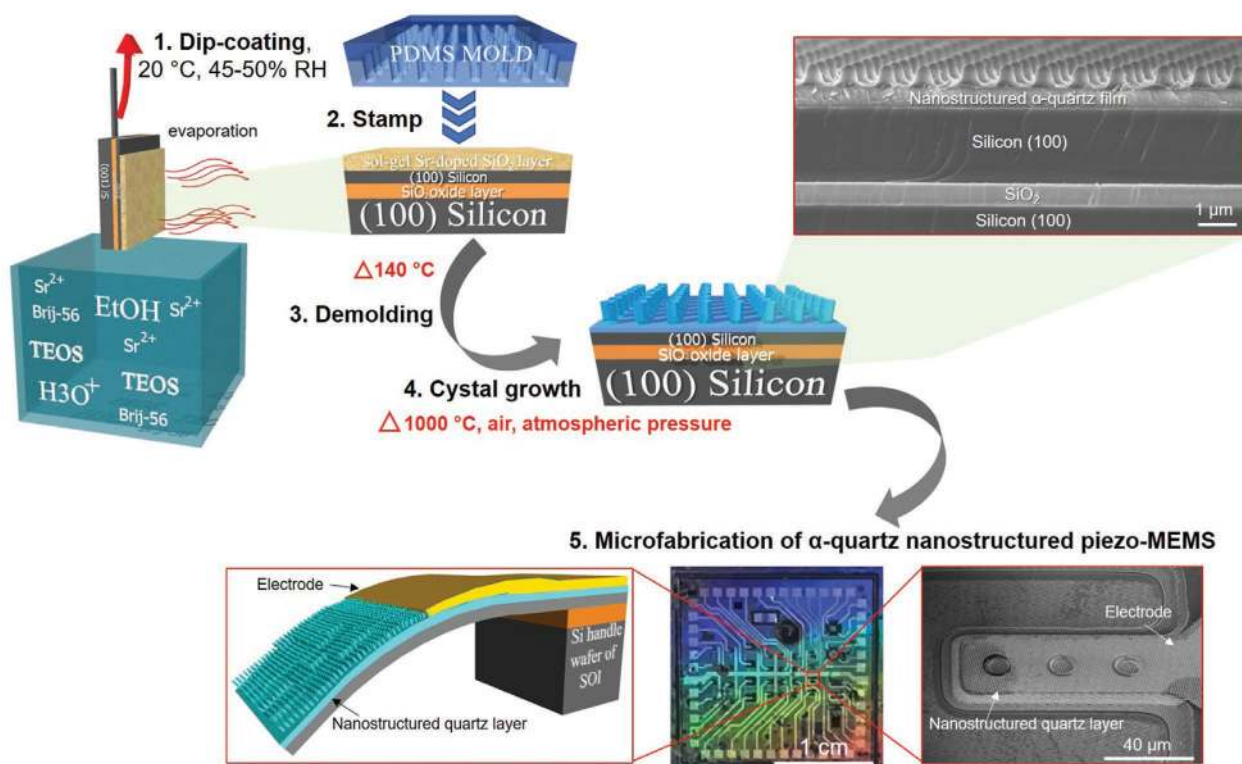 1. Dip-coating,
20 °C, 45-50% RH
evaporation
Si (100)
Sr²⁺
Brij-56
EtOH
Sr²⁺
TEOS
Sr²⁺
H3O⁺
TEOS
Brij-56
PDMS MOLD
2. Stamp
sol-gel Sr-doped SiO₂ layer
(100) Silicon
SiO₂ oxide layer
(100) Silicon
△140 °C
3. Demolding
4. Cystal growth
△ 1000 °C, air, atmospheric pressure
(100) Silicon
SiO₂ oxide layer
(100) Silicon
Nanostructured α-quartz film
Silicon (100)
SiO₂
Silicon (100)
1 µm
5. Microfabrication of α-quartz nanostructured piezo-MEMS
Electrode
Si handle
wafer of
SOI
Nanostructured quartz layer
1 cm
Electrode
Nanostructured quartz layer
40 µm